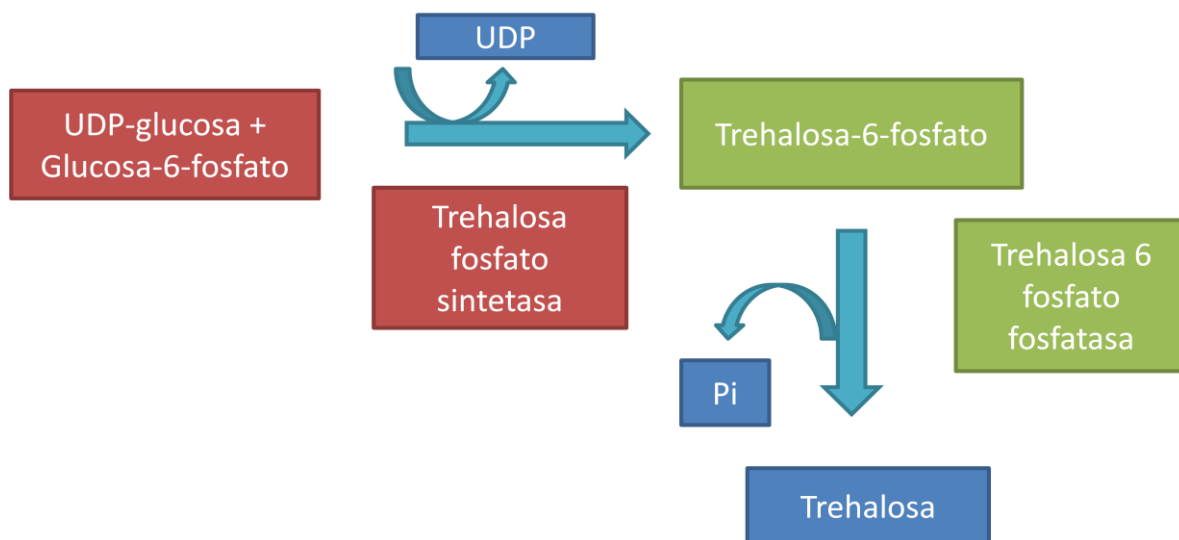 UDP
UDP-glucosa +
Glucosa-6-fosfato
Trehalosa-6-fosfato
Trehalosa
fosfato
sintetasa
Trehalosa 6
fosfato
fosfatasa
Pi
Trehalosa